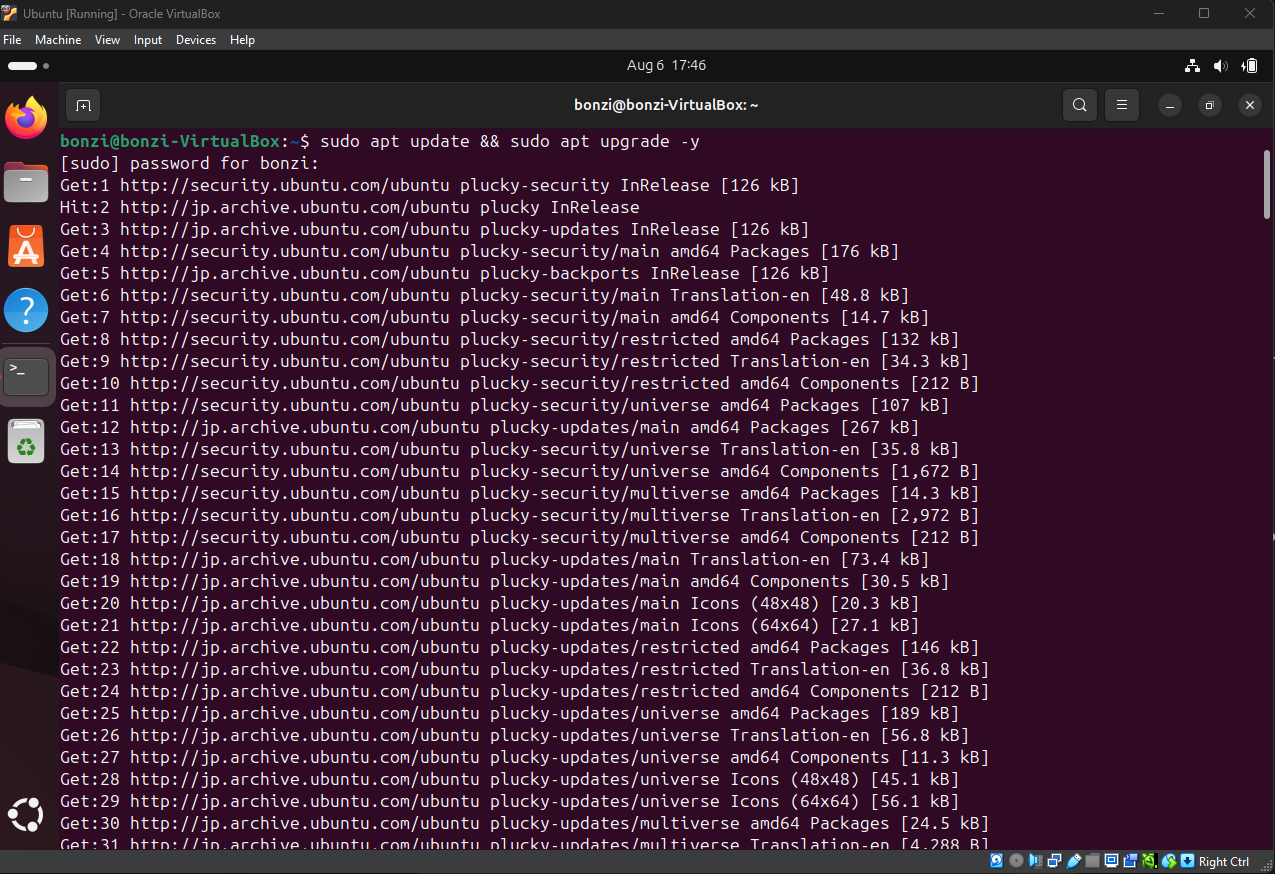 Ubuntu [Running] - Oracle VirtualBox
File Machine View Input Devices Help
Aug 6 17:46
bonzi@bonzi-VirtualBox: ~
bonzi@bonzi-VirtualBox:~$ sudo apt update && sudo apt upgrade -y
[sudo] password for bonzi:
Get:1 http://security.ubuntu.com/ubuntu plucky-security InRelease [126 kB]
Hit:2 http://jp.archive.ubuntu.com/ubuntu plucky InRelease
Get:3 http://jp.archive.ubuntu.com/ubuntu plucky-updates InRelease [126 kB]
Get:4 http://security.ubuntu.com/ubuntu plucky-security/main amd64 Packages [176 kB]
Get:5 http://jp.archive.ubuntu.com/ubuntu plucky-backports InRelease [126 kB]
Get:6 http://security.ubuntu.com/ubuntu plucky-security/main Translation-en [48.8 kB]
Get:7 http://security.ubuntu.com/ubuntu plucky-security/main amd64 Components [14.7 kB]
Get:8 http://security.ubuntu.com/ubuntu plucky-security/restricted amd64 Packages [132 kB]
Get:9 http://security.ubuntu.com/ubuntu plucky-security/restricted Translation-en [34.3 kB]
Get:10 http://security.ubuntu.com/ubuntu plucky-security/restricted amd64 Components [212 B]
Get:11 http://security.ubuntu.com/ubuntu plucky-security/universe amd64 Packages [107 kB]
Get:12 http://jp.archive.ubuntu.com/ubuntu plucky-updates/main amd64 Packages [267 kB]
Get:13 http://security.ubuntu.com/ubuntu plucky-security/universe Translation-en [35.8 kB]
Get:14 http://security.ubuntu.com/ubuntu plucky-security/universe amd64 Components [1,672 B]
Get:15 http://security.ubuntu.com/ubuntu plucky-security/multiverse amd64 Packages [14.3 kB]
Get:16 http://security.ubuntu.com/ubuntu plucky-security/multiverse Translation-en [2,972 B]
Get:17 http://security.ubuntu.com/ubuntu plucky-security/multiverse amd64 Components [212 B]
Get:18 http://jp.archive.ubuntu.com/ubuntu plucky-updates/main Translation-en [73.4 kB]
Get:19 http://jp.archive.ubuntu.com/ubuntu plucky-updates/main amd64 Components [30.5 kB]
Get:20 http://jp.archive.ubuntu.com/ubuntu plucky-updates/main Icons (48x48) [20.3 kB]
Get:21 http://jp.archive.ubuntu.com/ubuntu plucky-updates/main Icons (64x64) [27.1 kB]
Get:22 http://jp.archive.ubuntu.com/ubuntu plucky-updates/restricted amd64 Packages [146 kB]
Get:23 http://jp.archive.ubuntu.com/ubuntu plucky-updates/restricted Translation-en [36.8 kB]
Get:24 http://jp.archive.ubuntu.com/ubuntu plucky-updates/restricted amd64 Components [212 B]
Get:25 http://jp.archive.ubuntu.com/ubuntu plucky-updates/universe amd64 Packages [189 kB]
Get:26 http://jp.archive.ubuntu.com/ubuntu plucky-updates/universe Translation-en [56.8 kB]
Get:27 http://jp.archive.ubuntu.com/ubuntu plucky-updates/universe amd64 Components [11.3 kB]
Get:28 http://jp.archive.ubuntu.com/ubuntu plucky-updates/universe Icons (48x48) [45.1 kB]
Get:29 http://jp.archive.ubuntu.com/ubuntu plucky-updates/universe Icons (64x64) [56.1 kB]
Get:30 http://jp.archive.ubuntu.com/ubuntu plucky-updates/multiverse amd64 Packages [24.5 kB]
Get:31 http://jp.archive.ubuntu.com/ubuntu plucky-updates/multiverse Translation-en [4,288 B]
Right Ctrl